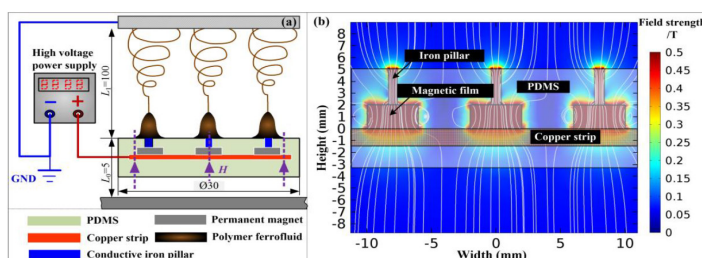 (a)
High voltage
power supply
L₁=100
GND
H
L₀=5
Ø30
PDMS
Permanent magnet
Copper strip
Polymer ferrofluid
Conductive iron pillar
(b)
Field strength
/T
Iron pillar
PDMS
Magnetic film
Copper strip
Height (mm)
8
7
6
5
4
3
2
1
0
-1
-2
-3
-4
-5
-6
-7
-8
-10
-5
0
5
10
Width (mm)
0.5
0.45
0.4
0.35
0.3
0.25
0.2
0.15
0.1
0.05
0